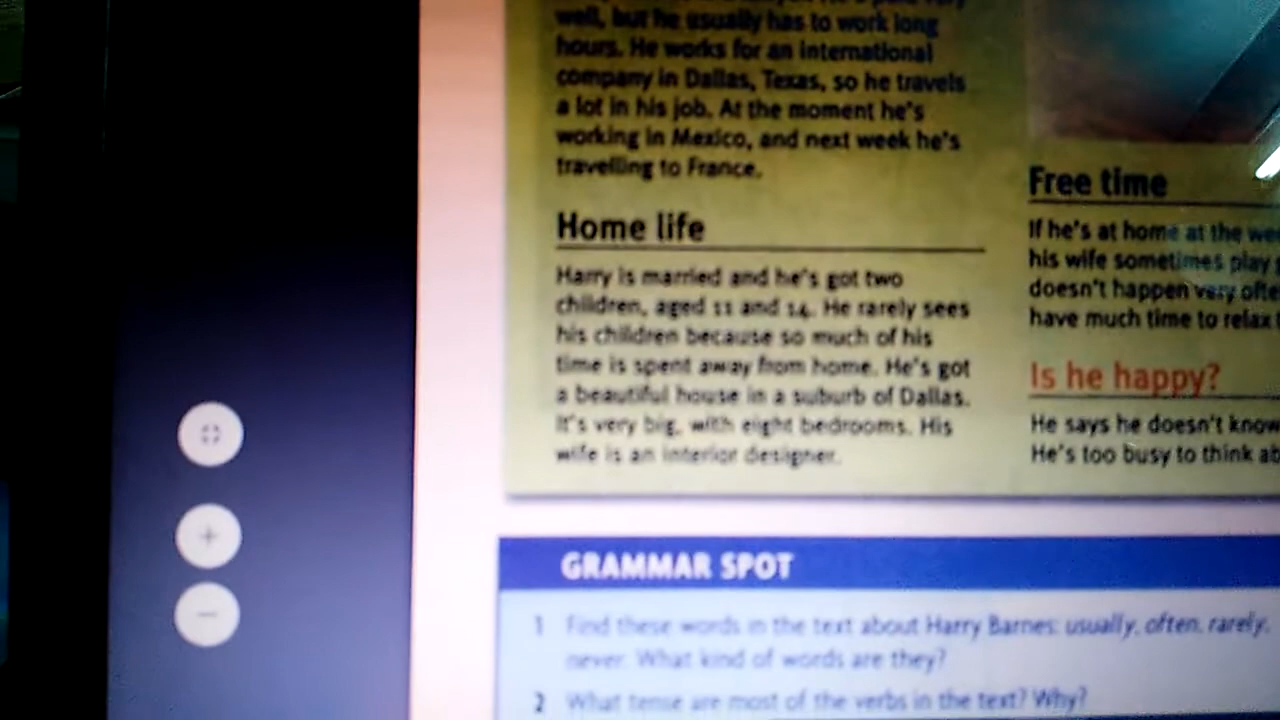 well, but he usually has to work long
hours. He works for an international
company in Dallas, Texas, so he travels
a lot in his job. At the moment he's
working in Mexico, and next week he's
travelling to France.
Home life
Harry is married and he's got two
children, aged 11 and 14. He rarely sees
his children because so much of his
time is spent away from home. He's got
a beautiful house in a suburb of Dallas.
It's very big, with eight bedrooms. His
wife is an interior designer.
Free time
If he's at home at the
his wife sometimes play
doesn't happen very
have much time to relax
Is he happy?
He says he doesn't know
He's too busy to think
GRAMMAR SPOT
1 Find these words in the text about Harry Barnes: usually, often, rarely,
never. What kind of words are they?
2 What tense are most of the verbs in the text? Why?